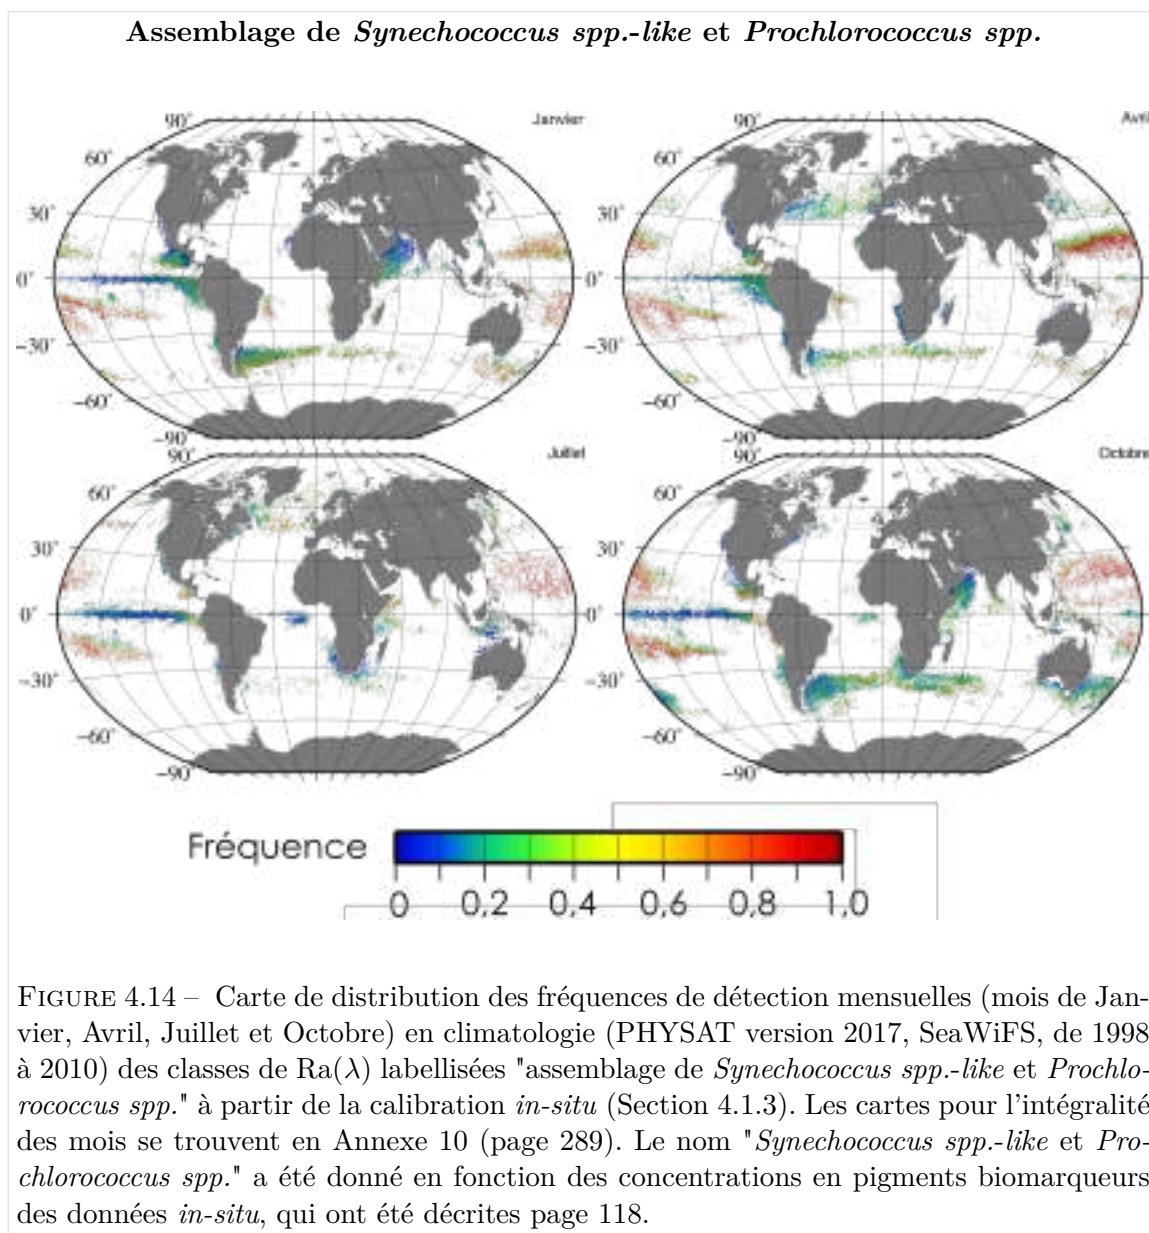 Assemblage de Synechococcus spp.-like et Prochlorococcus spp.
Janvier
90°
60°
30°
0°
-30°
-60°
-90°
Avril
90°
60°
30°
0°
-30°
-60°
-90°
Juillet
90°
60°
30°
0°
-30°
-60°
-90°
Octobre
90°
60°
30°
0°
-30°
-60°
-90°
Fréquence
0 0,2 0,4 0,6 0,8 1,0
FIGURE 4.14 – Carte de distribution des fréquences de détection mensuelles (mois de Jan-
vier, Avril, Juillet et Octobre) en climatologie (PHYSAT version 2017, SeaWiFS, de 1998
à 2010) des classes de Ra(λ) labellisées "assemblage de Synechococcus spp.-like et Prochlo-
rococcus spp." à partir de la calibration in-situ (Section 4.1.3). Les cartes pour l'intégralité
des mois se trouvent en Annexe 10 (page 289). Le nom "Synechococcus spp.-like et Pro-
chlorococcus spp." a été donné en fonction des concentrations en pigments biomarqueurs
des données in-situ, qui ont été décrites page 118.